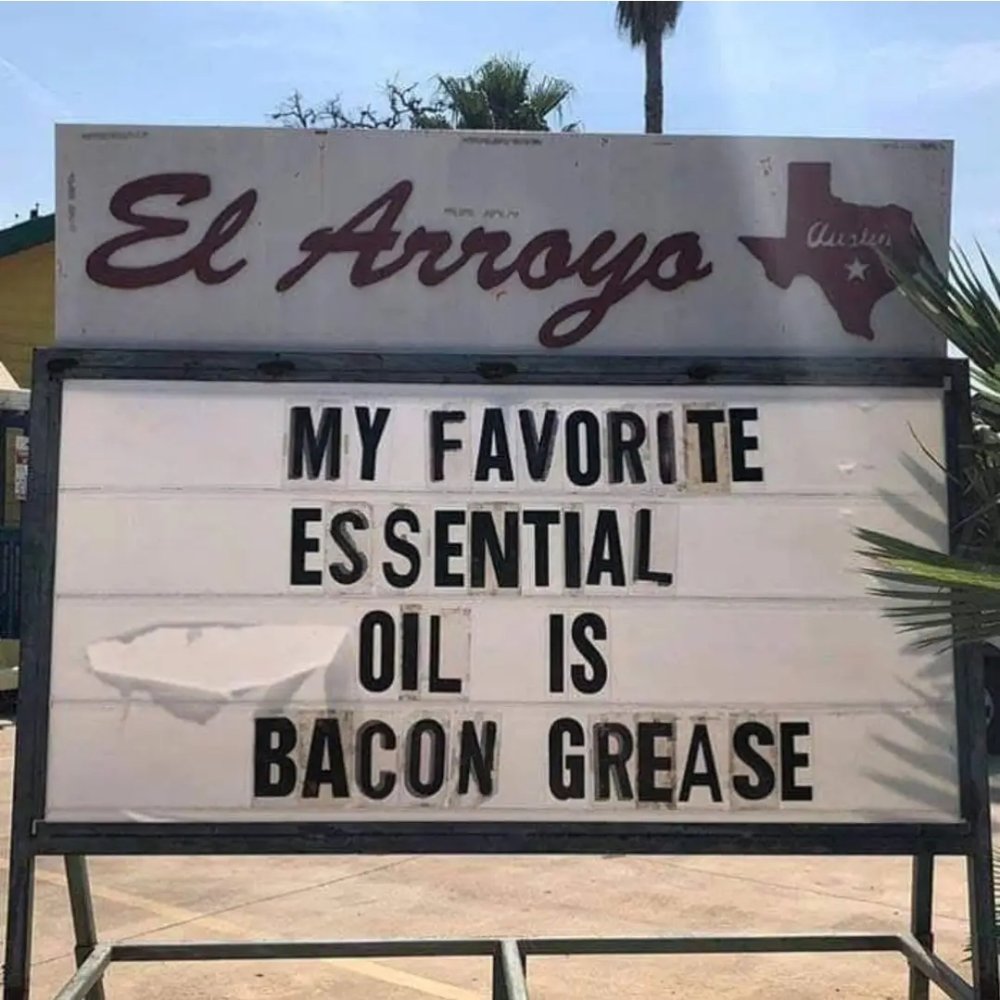 El Arroyo
Austin
MY FAVORITE
ESSENTIAL
OIL IS
BACON GREASE